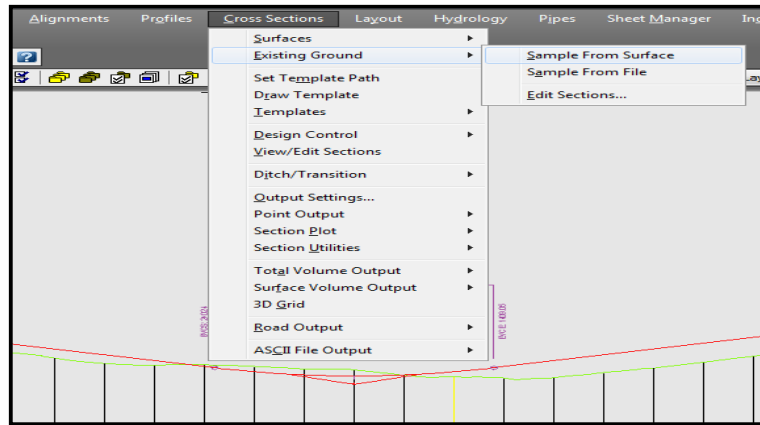 Alignments Profiles Cross Sections Layout Hydrology Pipes Sheet Manager
Surfaces
Existing Ground
Sample From Surface
Sample From File
Edit Sections...
Set Template Path
Draw Template
Templates
Design Control
View/Edit Sections
Ditch/Transition
Output Settings...
Point Output
Section Plot
Section Utilities
Total Volume Output
Surface Volume Output
3D Grid
Road Output
ASCII File Output